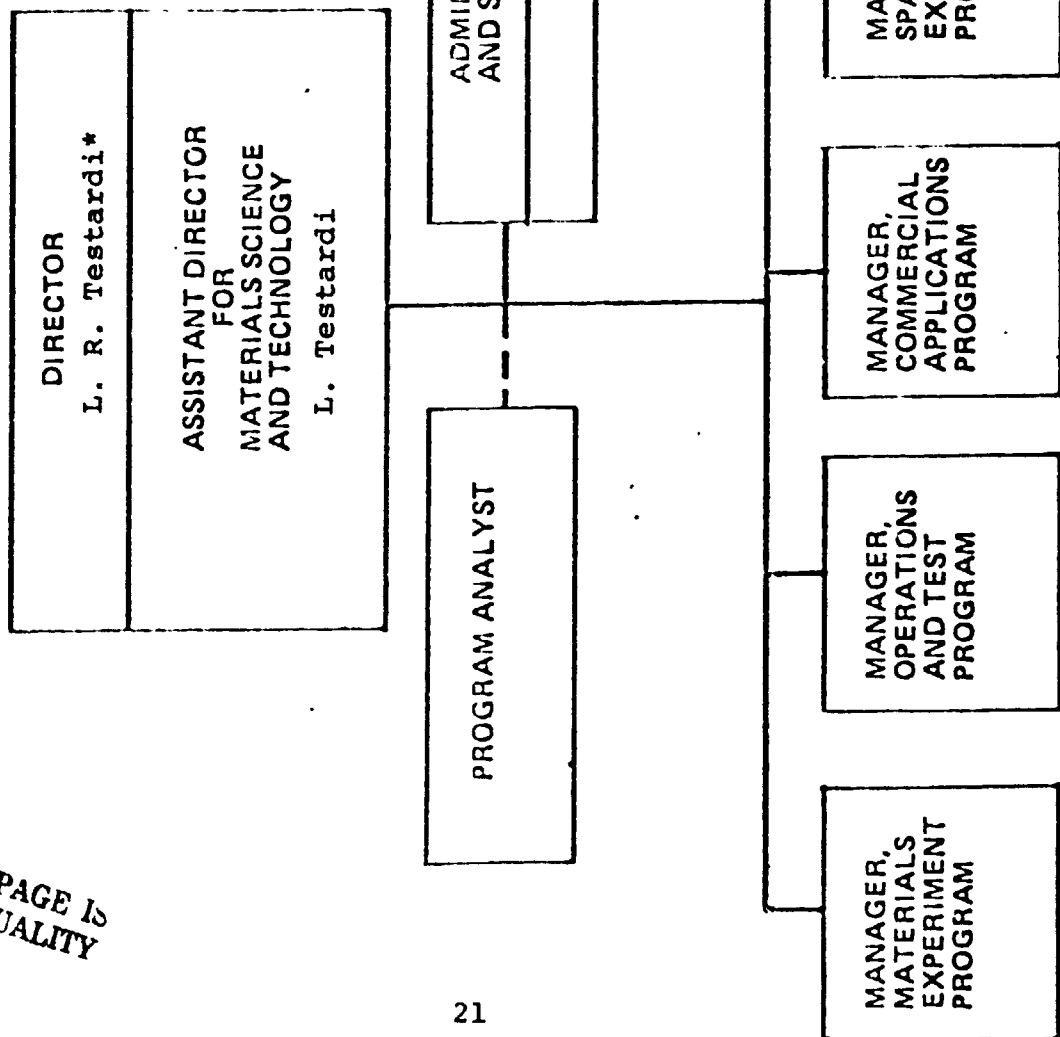 DIRECTOR
L. R. Testardi*
ASSISTANT DIRECTOR
FOR
MATERIALS SCIENCE
AND TECHNOLOGY
L. Testardi
PROGRAM ANALYST
ADMI
AND S
MANAGER,
MATERIALS
EXPERIMENT
PROGRAM
MANAGER,
OPERATIONS
AND TEST
PROGRAM
MANAGER,
COMMERCIAL
APPLICATIONS
PROGRAM
MA
SPA
EX
PR
PAGE IS
UALITY
21